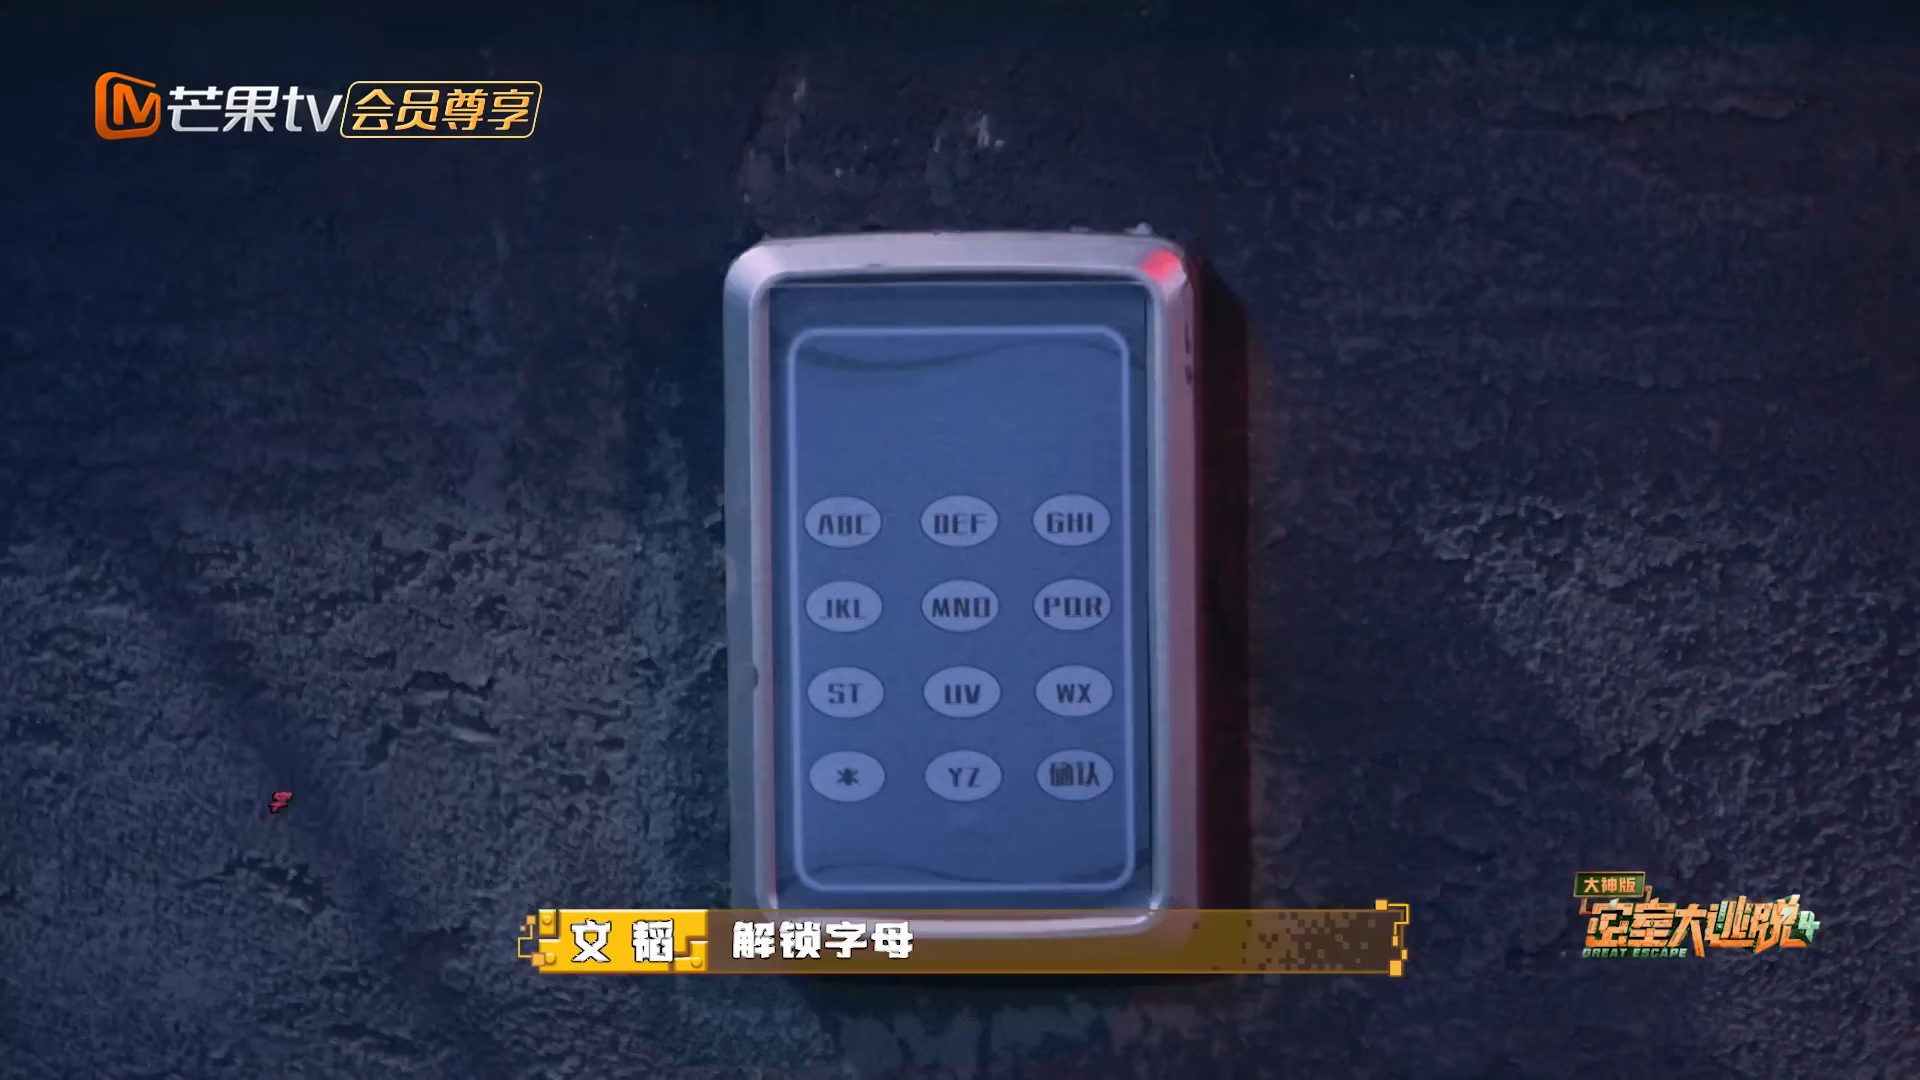 芒果tv会员尊享
ABC DEF GHI
JKL MNO PQR
ST UV WX
* YZ 确认
文韬 解锁字母
大神版
密室大逃脱4
GREAT ESCAPE